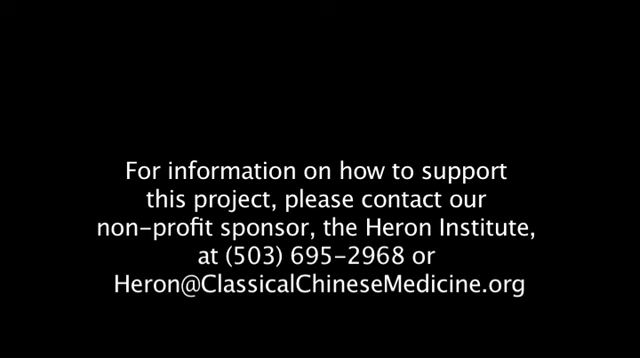 For information on how to support
this project, please contact our
non-profit sponsor, the Heron Institute,
at (503) 695-2968 or
Heron@ClassicalChineseMedicine.org